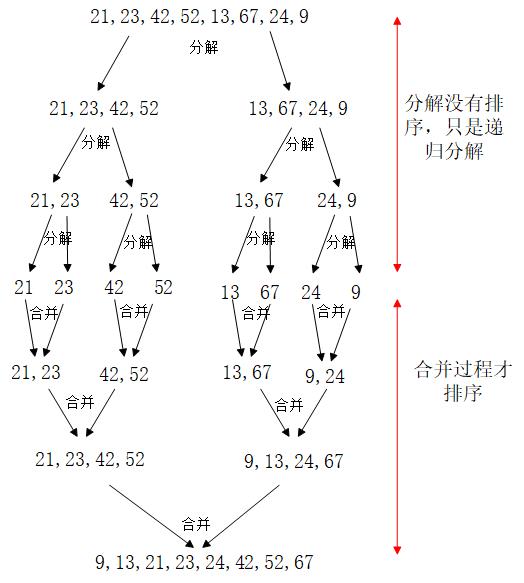 21,23,42,52,13,67,24,9
分解
21,23,42,52
13,67,24,9
分解
分解
21,23
42,52
13,67
24,9
分解
分解
分解
分解
21
23
42
52
13
67
24
9
合并
合并
合并
合并
21,23
42,52
13,67
9,24
合并
合并
21,23,42,52
9,13,24,67
合并
9,13,21,23,24,42,52,67
分解没有排
序，只是递
归分解
合并过程才
排序